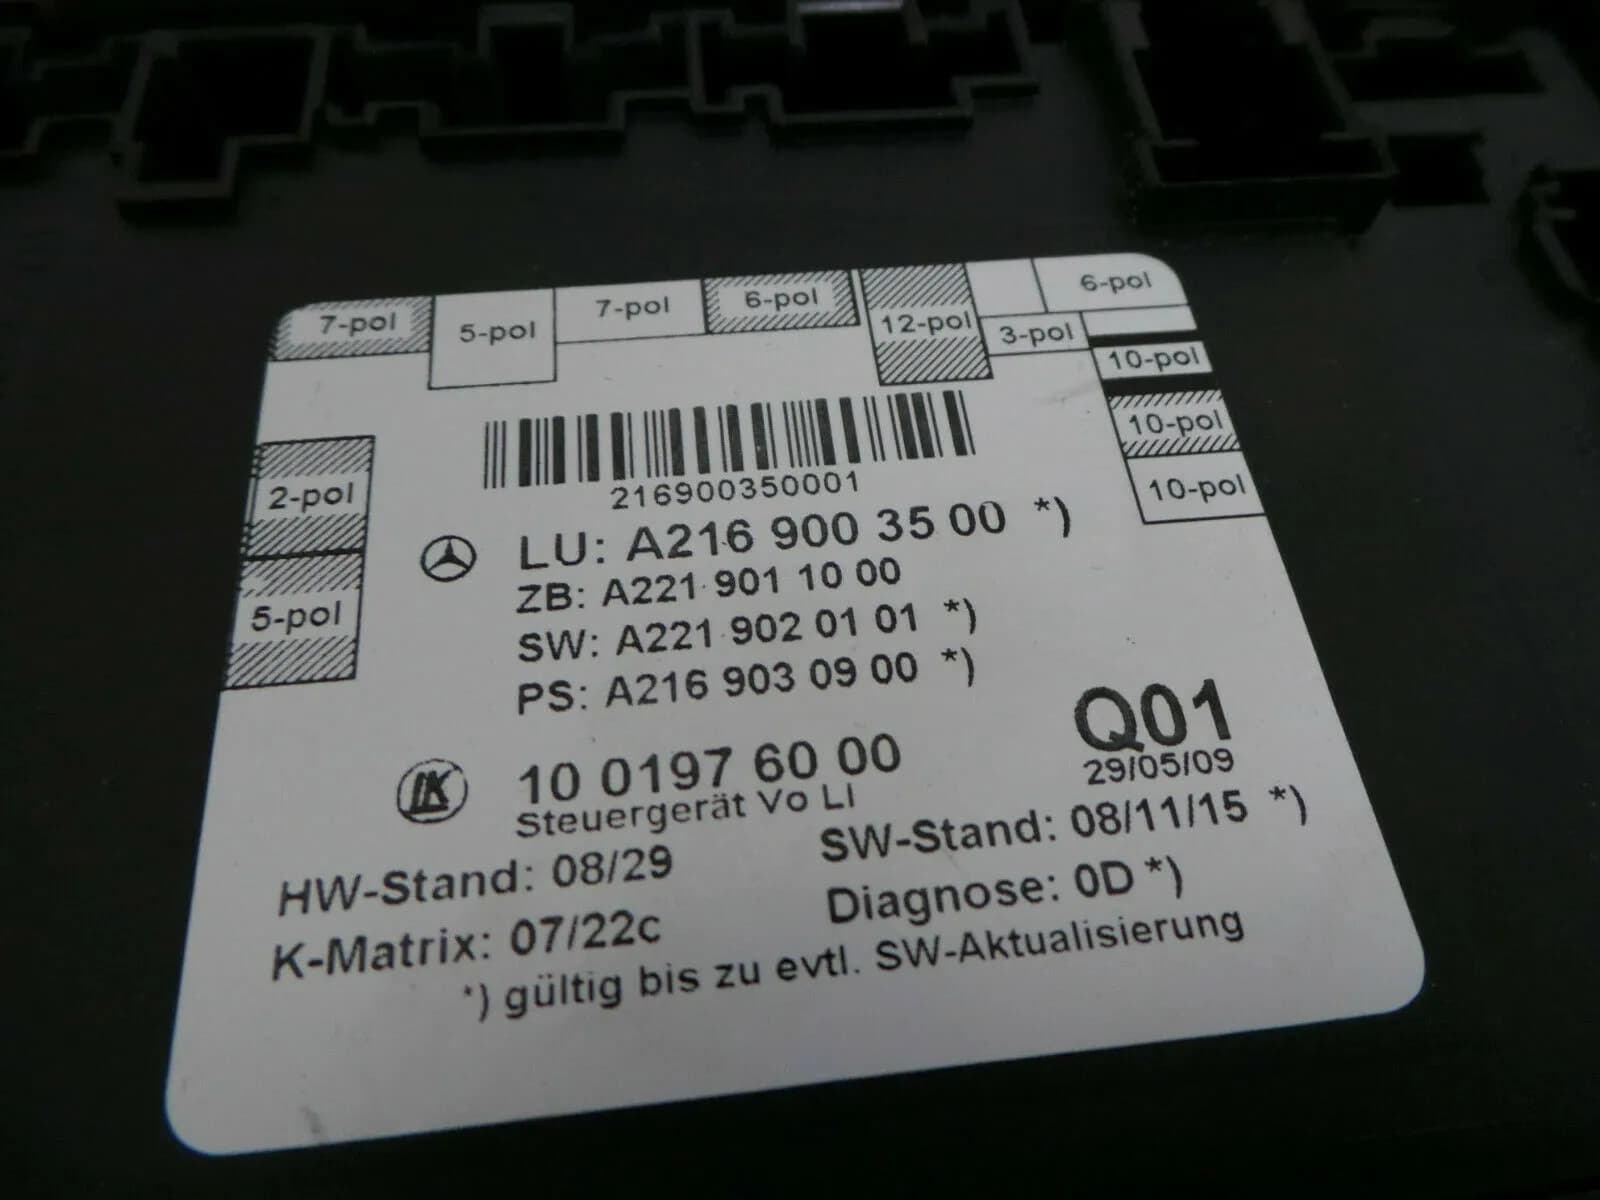 7-pol
5-pol
7-pol
6-pol
12-pol
3-pol
6-pol
10-pol
10-pol
10-pol
2-pol
5-pol
216900350001
LU: A216 900 35 00 *)
ZB: A221 901 10 00
SW: A221 902 01 01 *)
PS: A216 903 09 00 *)
Q01
29/05/09
LK
10 0197 60 00
Steuergerät Vo LI
HW-Stand: 08/29
SW-Stand: 08/11/15 *)
K-Matrix: 07/22c
Diagnose: 0D *)
*) gültig bis zu evtl. SW-Aktualisierung